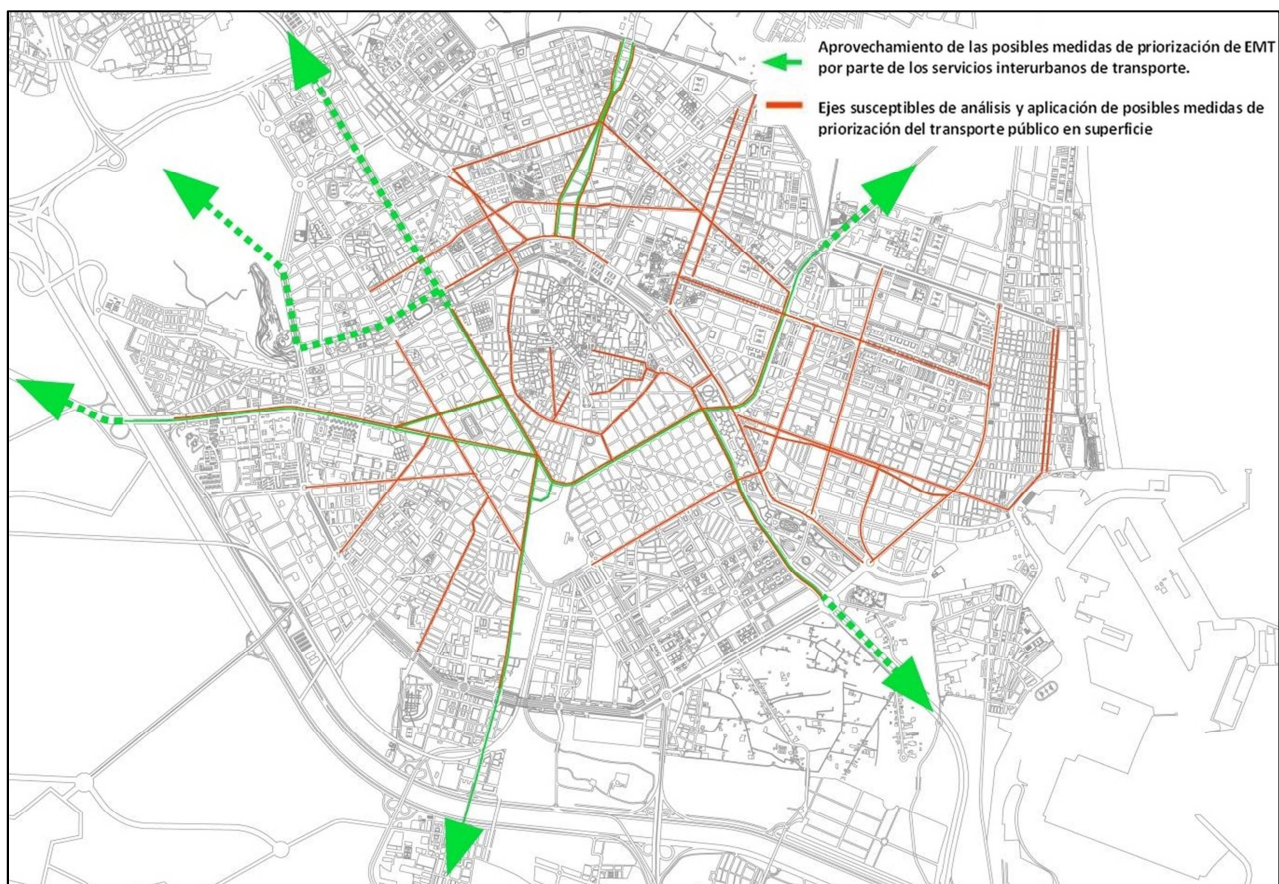 Aprovechamiento de las posibles medidas de priorización de EMT
por parte de los servicios interurbanos de transporte.
Ejes susceptibles de análisis y aplicación de posibles medidas de
priorización del transporte público en superficie